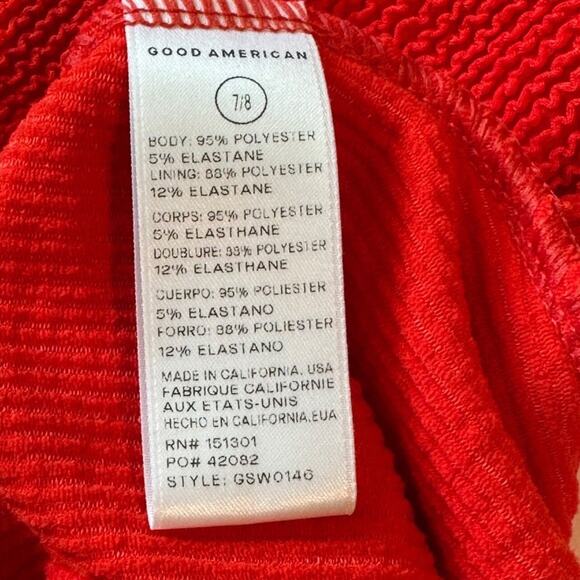 GOOD AMERICAN
7/8
BODY: 95% POLYESTER
5% ELASTANE
LINING: 88% POLYESTER
12% ELASTANE
CORPS: 95% POLYESTER
5% ELASTHANE
DOUBLURE: 88% POLYESTER
12% ELASTHANE
CUERPO: 95% POLIESTER
5% ELASTANO
FORRO: 88% POLIESTER
12% ELASTANO
MADE IN CALIFORNIA, USA
FABRIQUE CALIFORNIE
AUX ETATS-UNIS
HECHO EN CALIFORNIA.EUA
RN# 151301
PO# 42082
STYLE: GSW0146